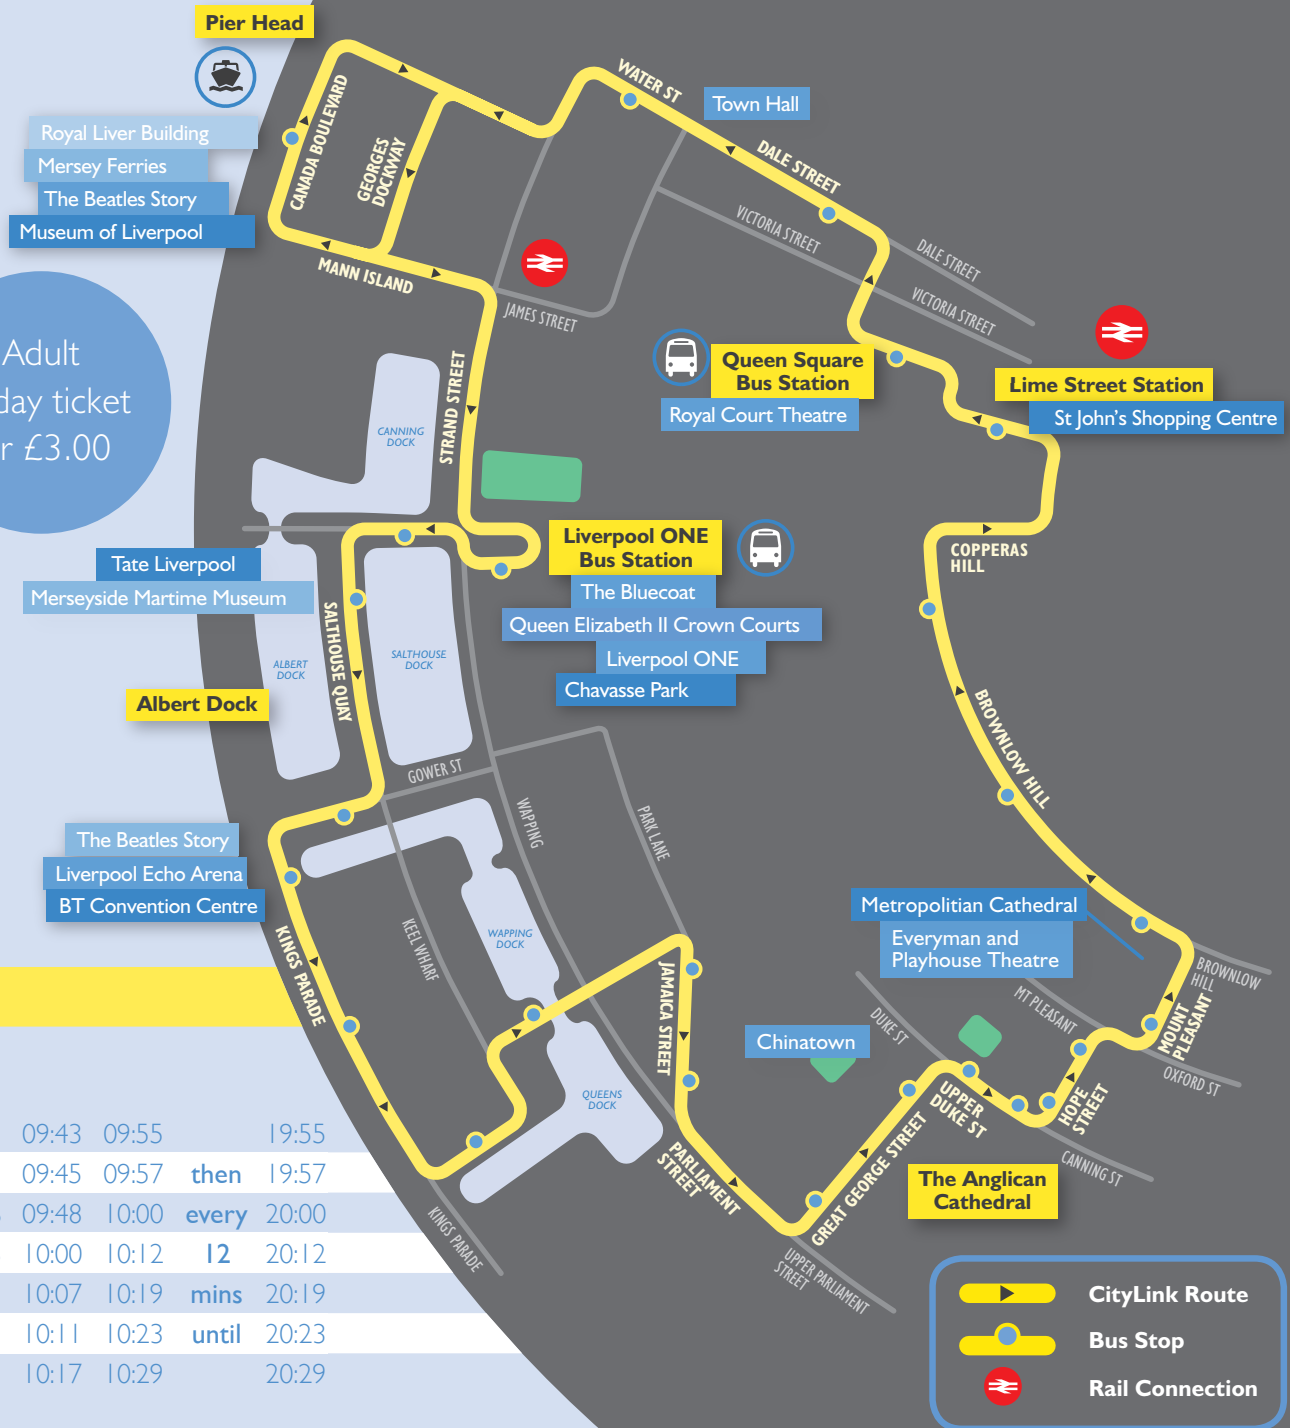 Pier Head
Royal Liver Building
Mersey Ferries
The Beatles Story
Museum of Liverpool
CANADA BOULEVARD
GEORGES
DOCKWAY
MANN ISLAND
WATER ST
Town Hall
DALE STREET
VICTORIA STREET
DALE STREET
VICTORIA STREET
JAMES STREET
Adult
day ticket
r £3.00
STRAND STREET
CANNING
DOCK
Queen Square
Bus Station
Royal Court Theatre
Lime Street Station
St John's Shopping Centre
Liverpool ONE
Bus Station
The Bluecoat
Queen Elizabeth II Crown Courts
Liverpool ONE
Chavasse Park
COPPERAS
HILL
Tate Liverpool
Merseyside Martime Museum
SALTHOUSE QUAY
ALBERT
DOCK
SALTHOUSE
DOCK
Albert Dock
GOWER ST
WAPPING
PARK LANE
BROWNLOW HILL
The Beatles Story
Liverpool Echo Arena
BT Convention Centre
KINGS PARADE
KEEL WHARF
WAPPING
DOCK
JAMAICA STREET
Metropolitian Cathedral
Everyman and
Playhouse Theatre
BROWNLOW
HILL
MT PLEASANT
MOUNT
PLEASANT
DUKE ST
Chinatown
OXFORD ST
QUEENS
DOCK
UPPER
DUKE ST
HOPE
STREET
CANNING ST
PARLIAMENT
STREET
GREAT GEORGE STREET
The Anglican
Cathedral
KINGS PARADE
UPPER PARLIAMENT
STREET
09:43 09:55 19:55
09:45 09:57 then 19:57
09:48 10:00 every 20:00
10:00 10:12 12 20:12
10:07 10:19 mins 20:19
10:11 10:23 until 20:23
10:17 10:29 20:29
CityLink Route
Bus Stop
Rail Connection